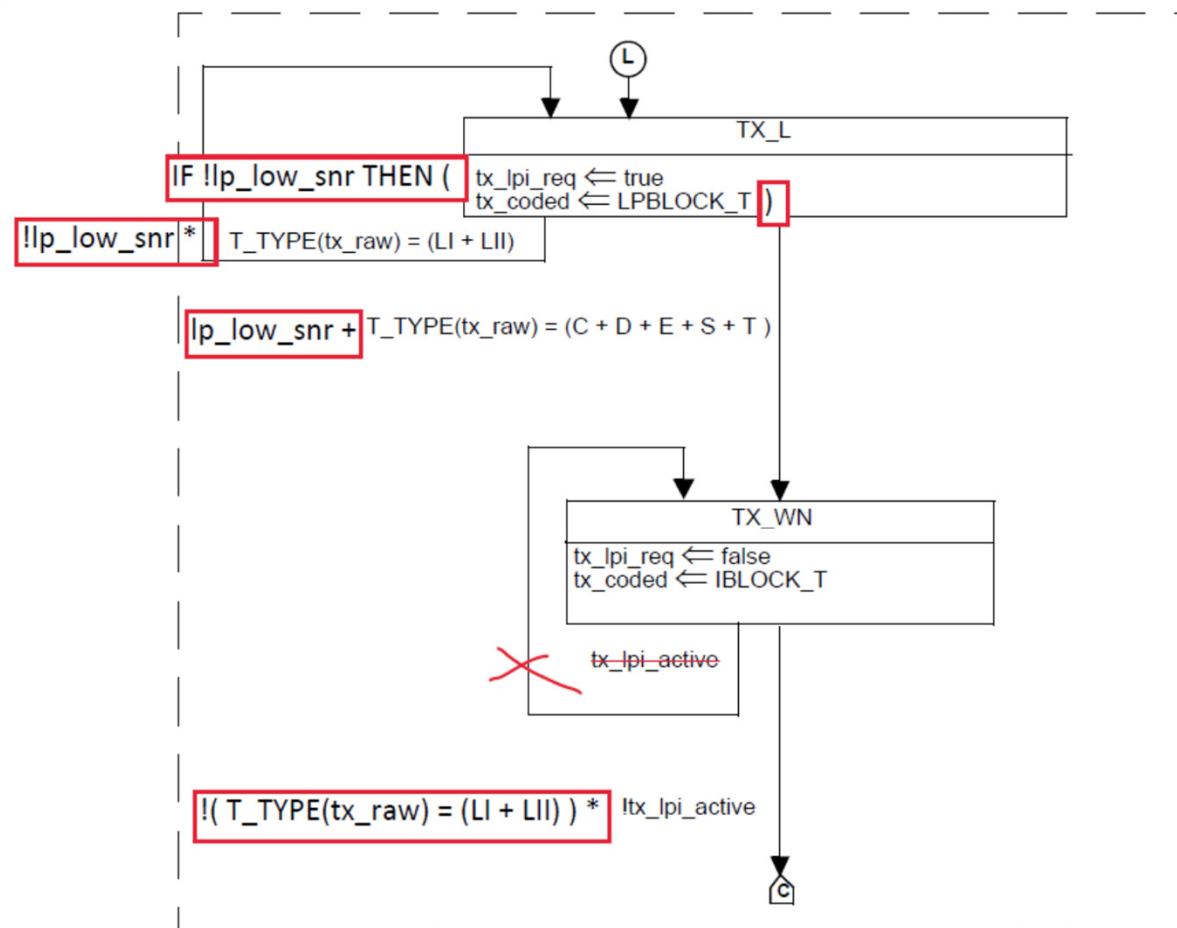 L
TX_L
IF !lp_low_snr THEN (
tx_lpi_req ⇐ true
tx_coded ⇐ LPBLOCK_T )
!lp_low_snr * T_TYPE(tx_raw) = (LI + LII)
lp_low_snr + T_TYPE(tx_raw) = (C + D + E + S + T )
TX_WN
tx_lpi_req ⇐ false
tx_coded ⇐ IBLOCK_T
tx_lpi_active
!( T_TYPE(tx_raw) = (LI + LII) ) * !tx_lpi_active
C